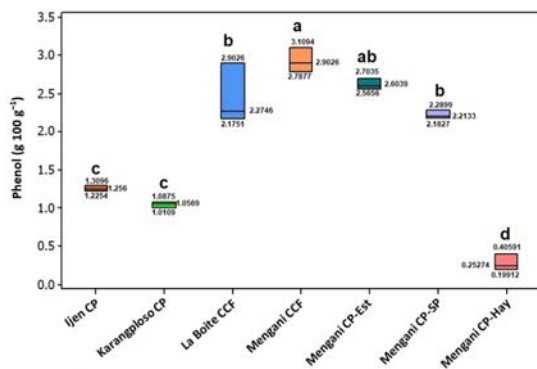 3.5
3.0
2.5
2.0
1.5
1.0
0.5
0.0
Phenol (g 100 g⁻¹)
c
1.3096
1.256
1.2254
c
1.0875
1.0569
1.0109
b
2.9026
2.2746
2.1751
a
3.1094
2.9026
2.7877
ab
2.7035
2.6039
2.5656
b
2.2899
2.2133
2.1827
d
0.40591
0.25274
0.19912
Ijen CP
Karangploso CP
La Boite CCF
Mengani CCF
Mengani CP-Est
Mengani CP-SP
Mengani CP-Hay